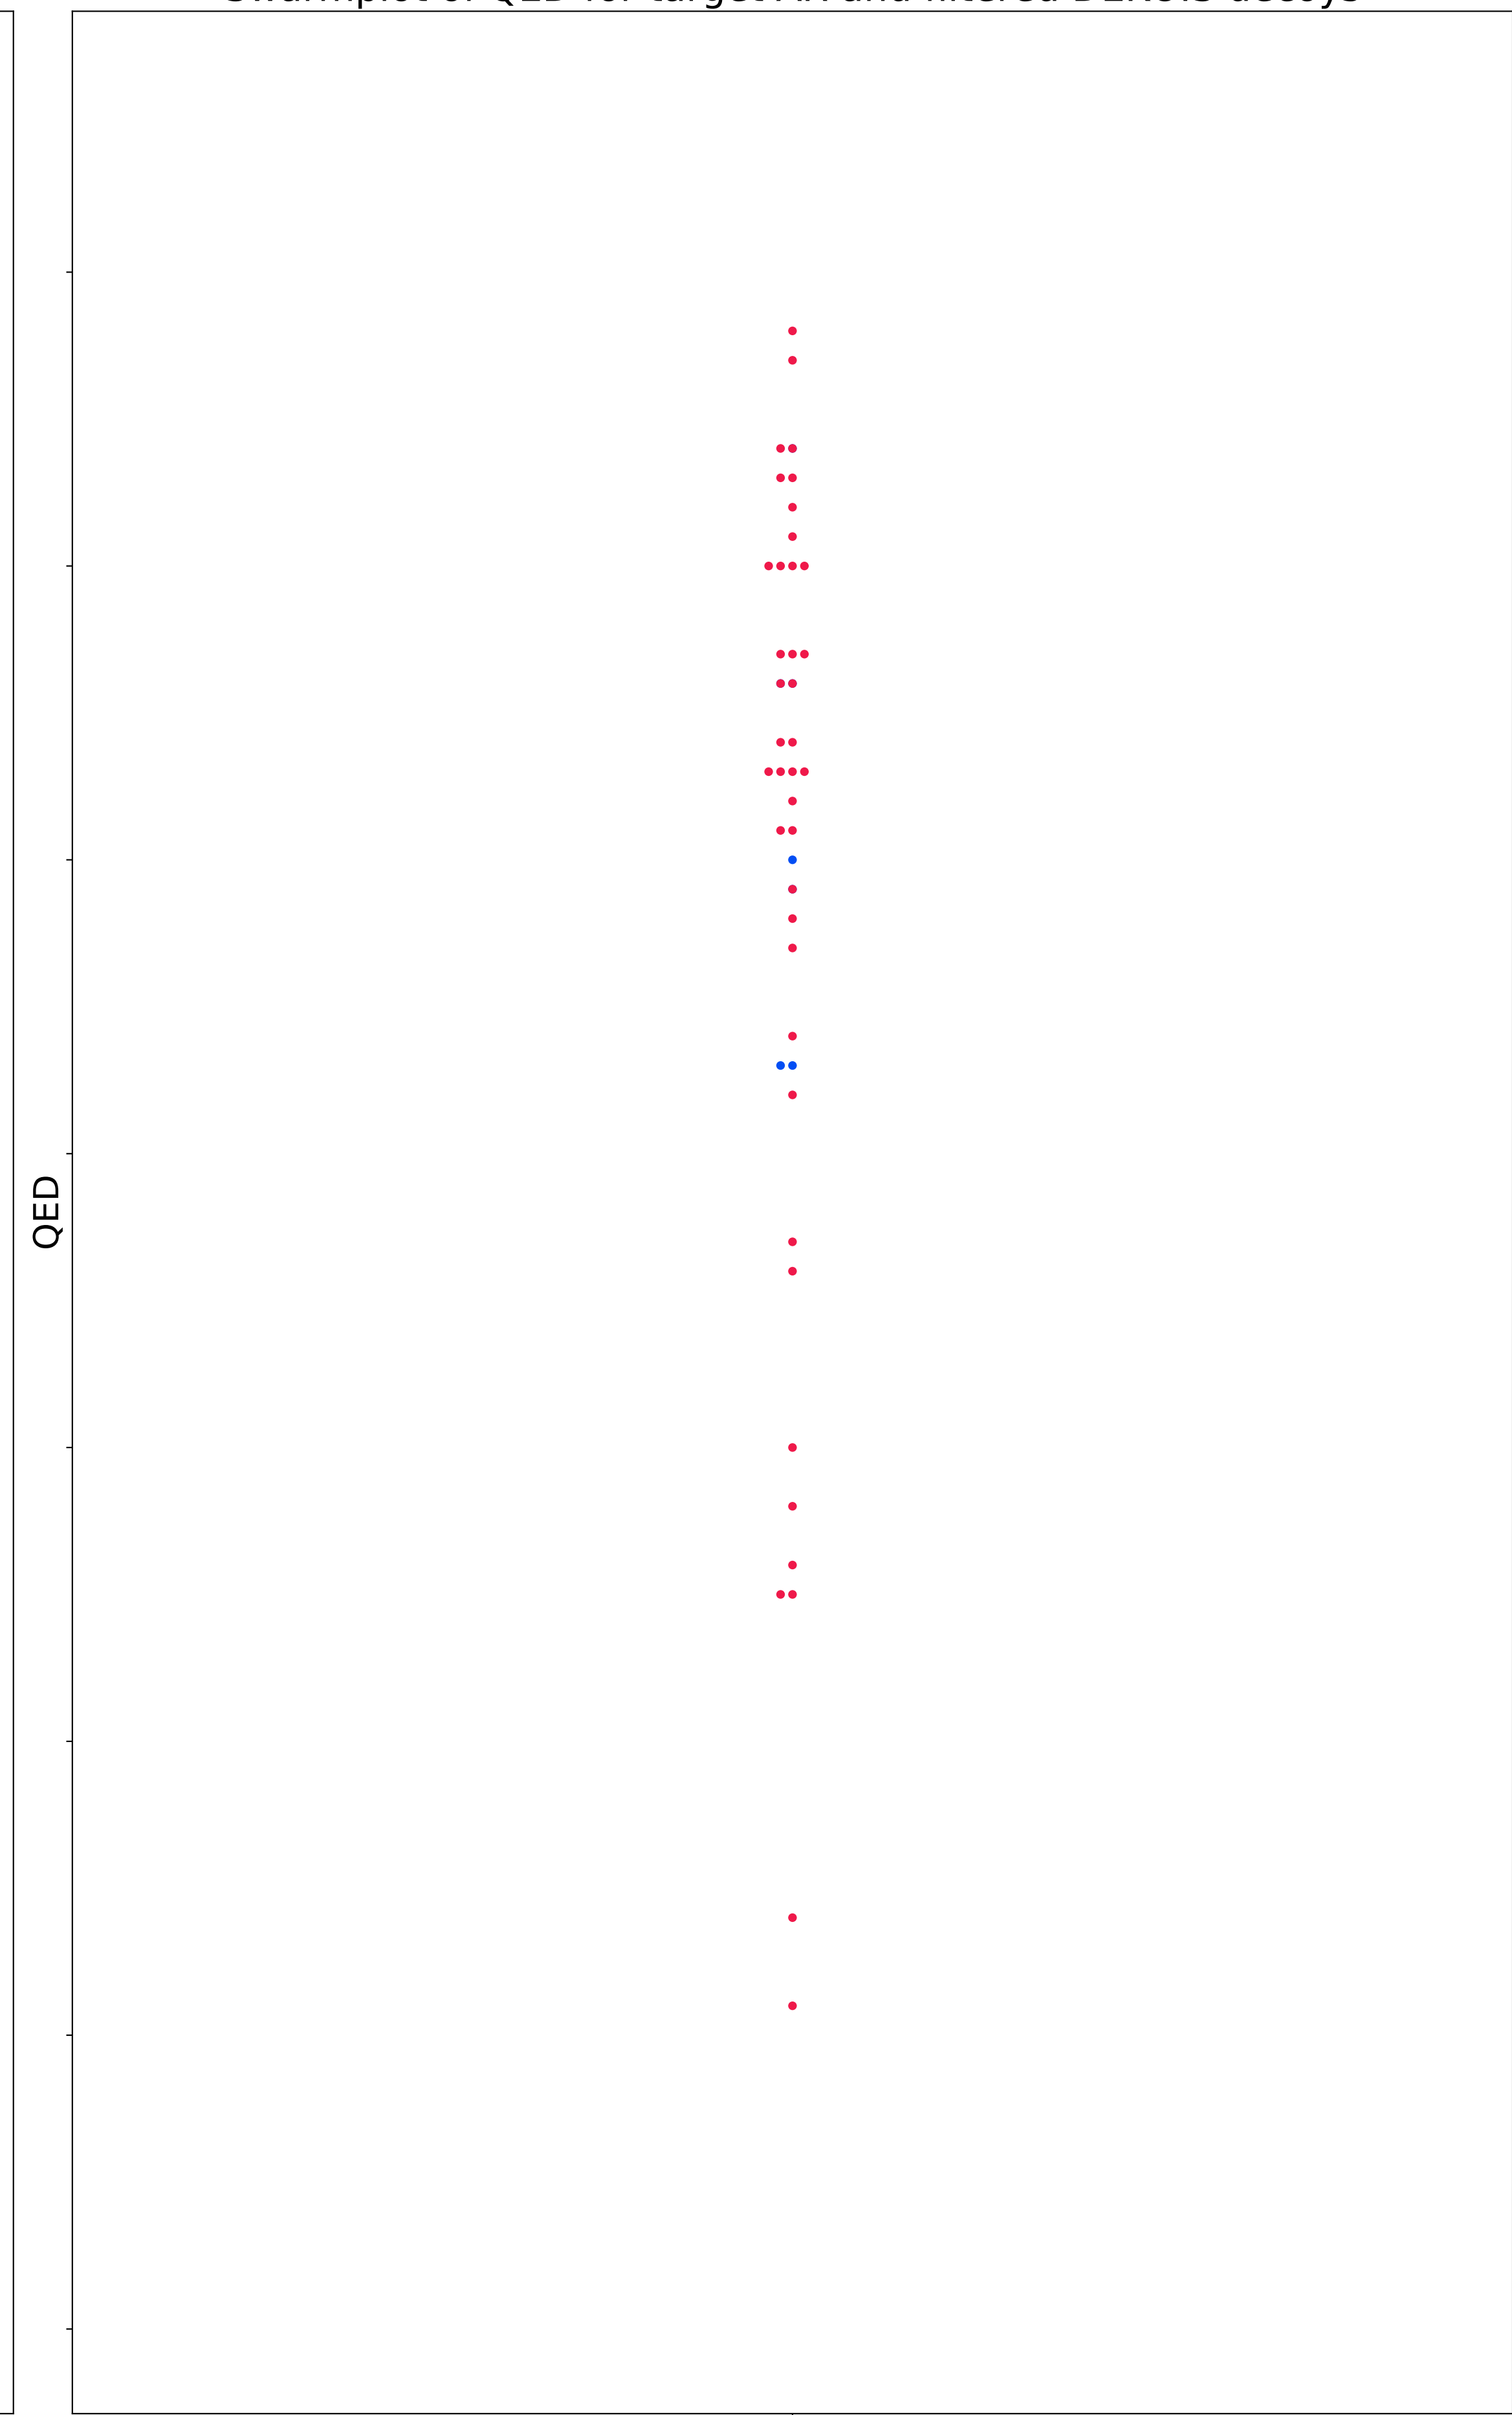 Swarmplot of QED for target AR and filtered DEKOIS decoys
QED